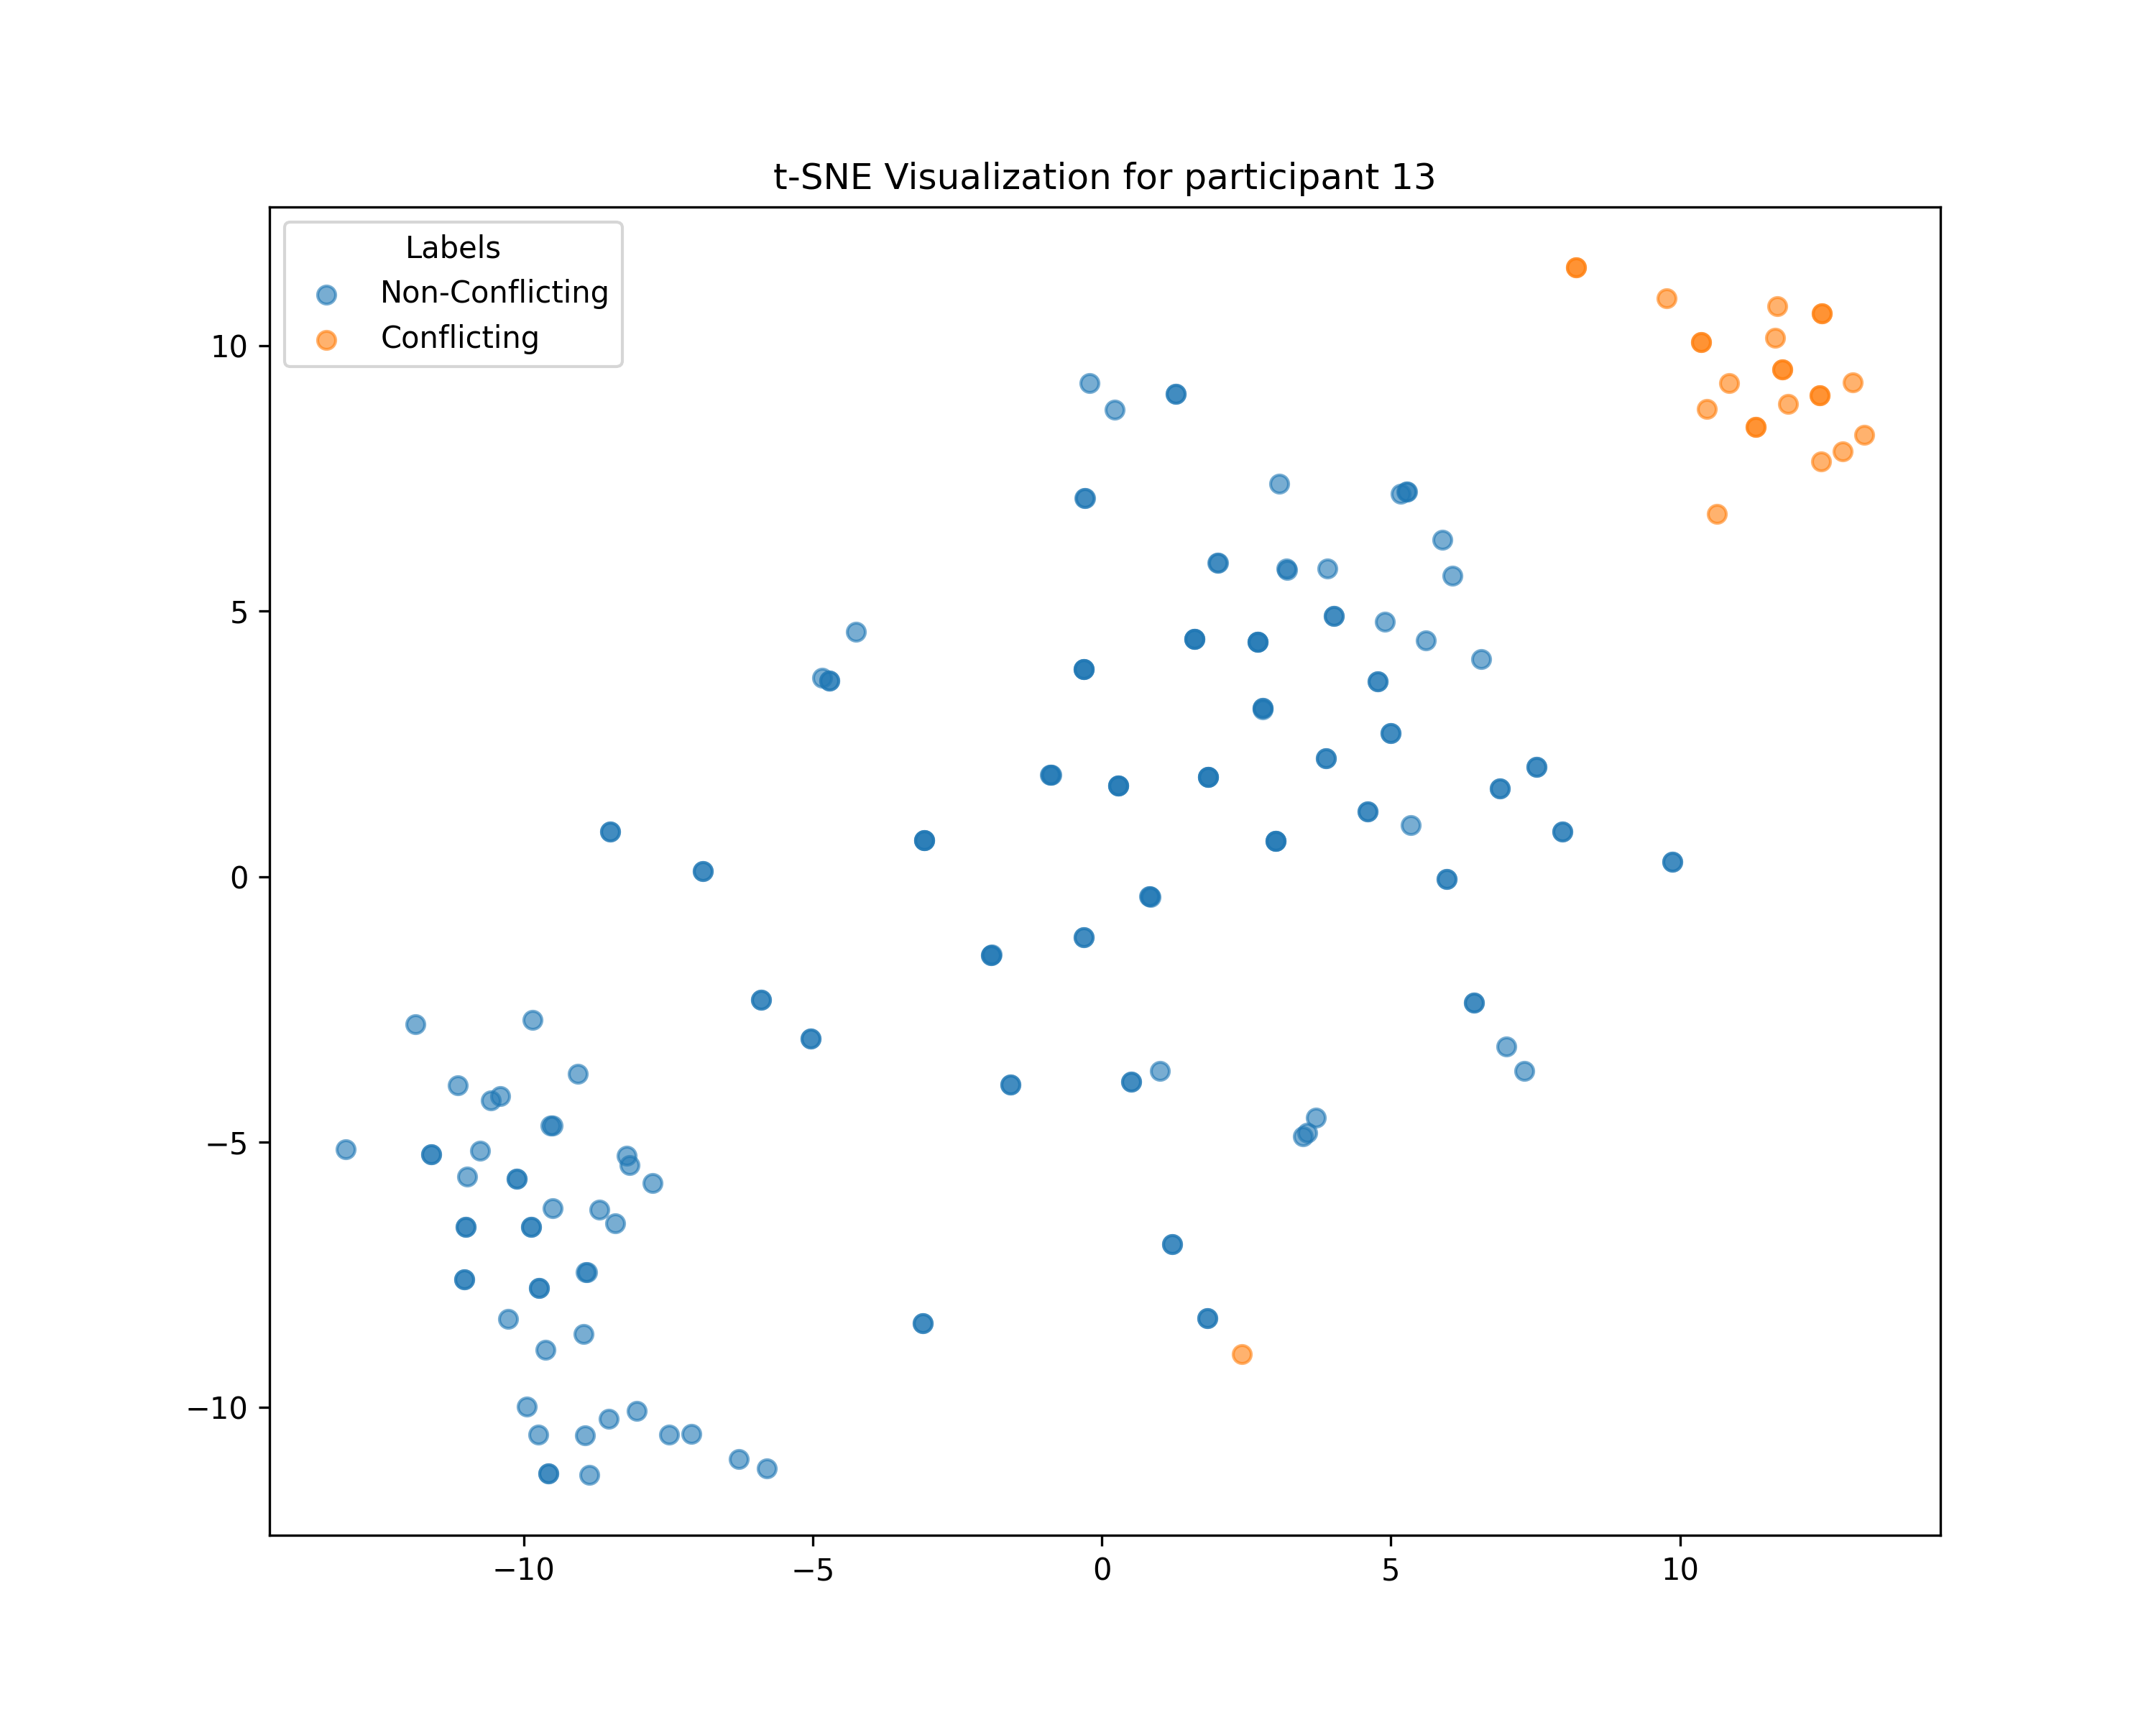 t-SNE Visualization for participant 13
Labels
Non-Conflicting
Conflicting
10
5
0
−5
−10
−10 −5 0 5 10